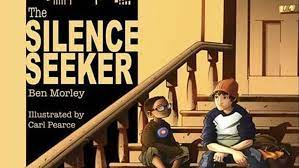 The
SILENCE
SEEKER
Ben Morley
Illustrated by
Carl Pearce